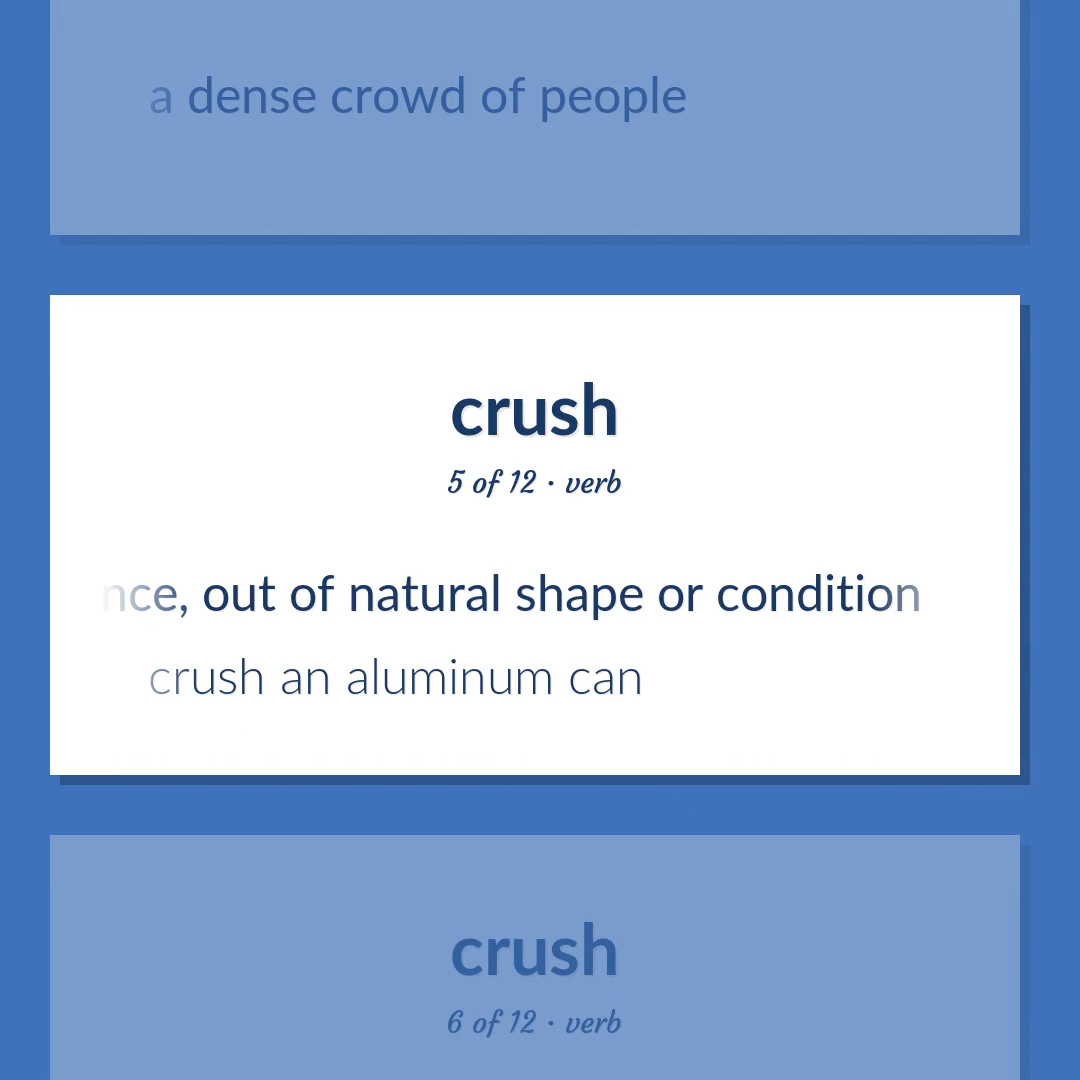 a dense crowd of people
crush
5 of 12 · verb
nce, out of natural shape or condition
crush an aluminum can
crush
6 of 12 · verb